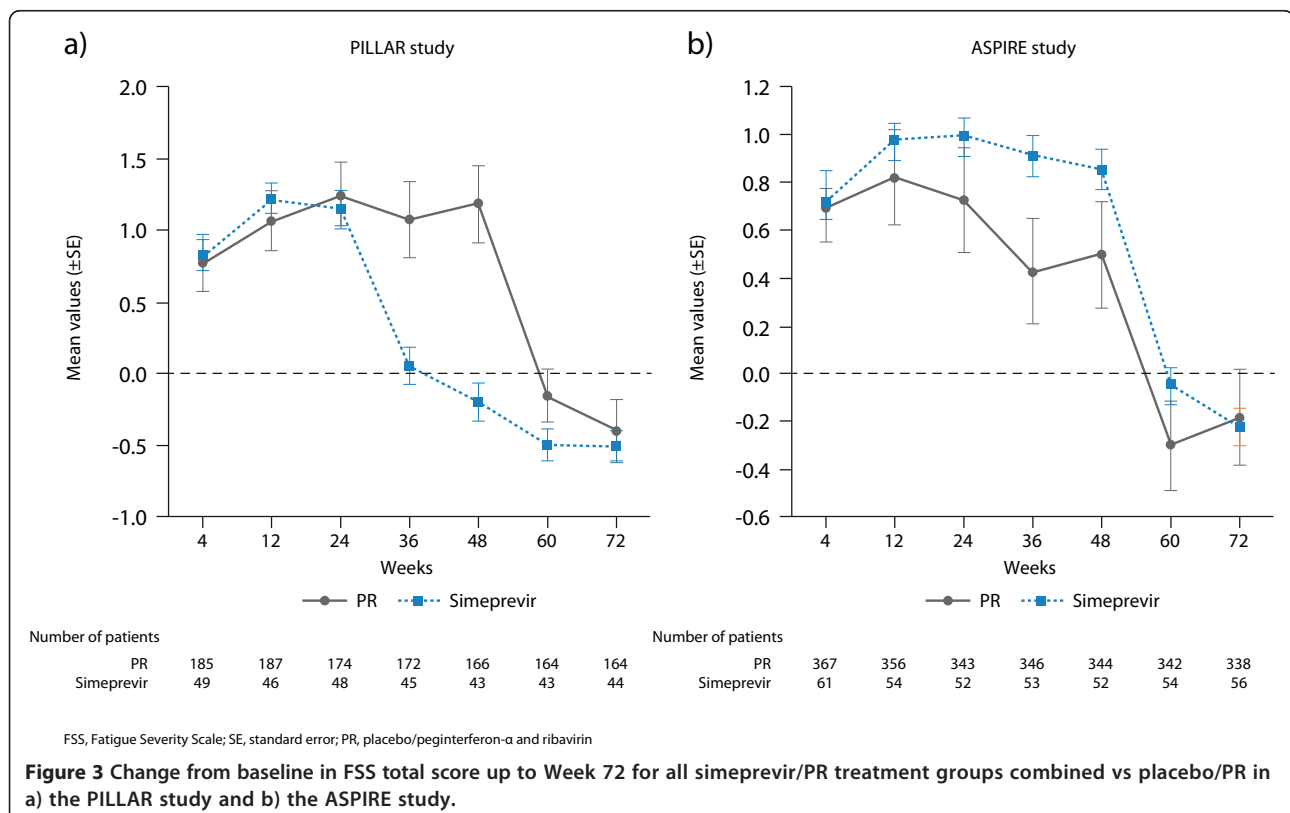 a)
PILLAR study
2.0
1.5
1.0
0.5
0.0
-0.5
-1.0
Mean values (±SE)
4 12 24 36 48 60 72
Weeks
PR Simeprevir
Number of patients
PR 185 187 174 172 166 164 164
Simeprevir 49 46 48 45 43 43 44
b)
ASPIRE study
1.2
1.0
0.8
0.6
0.4
0.2
0.0
-0.2
-0.4
-0.6
Mean values (±SE)
4 12 24 36 48 60 72
Weeks
PR Simeprevir
Number of patients
PR 367 356 343 346 344 342 338
Simeprevir 61 54 52 53 52 54 56
FSS, Fatigue Severity Scale; SE, standard error; PR, placebo/peginterferon-α and ribavirin
Figure 3 Change from baseline in FSS total score up to Week 72 for all simeprevir/PR treatment groups combined vs placebo/PR in
a) the PILLAR study and b) the ASPIRE study.